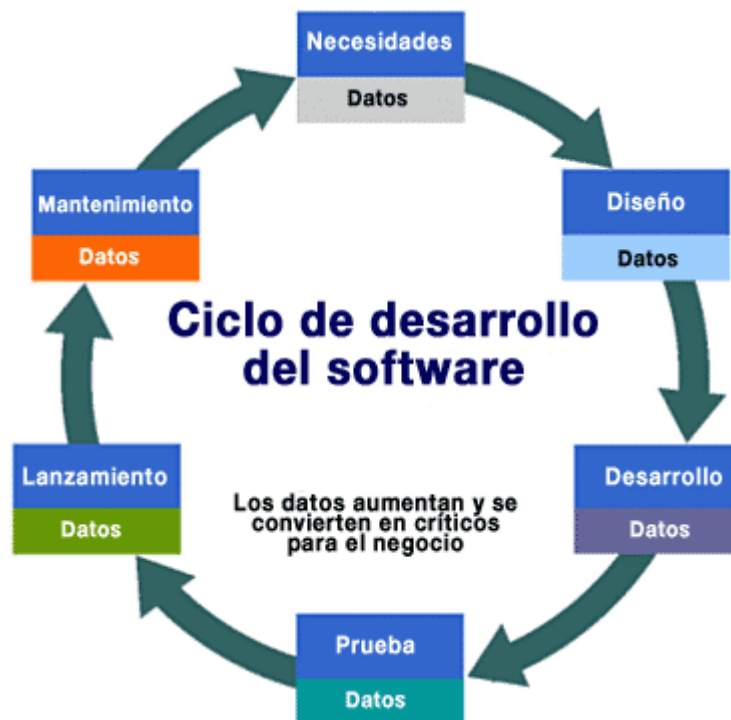 Necesidades
Datos
Diseño
Datos
Desarrollo
Datos
Prueba
Datos
Lanzamiento
Datos
Mantenimiento
Datos
Ciclo de desarrollo
del software
Los datos aumentan y se
convierten en críticos
para el negocio